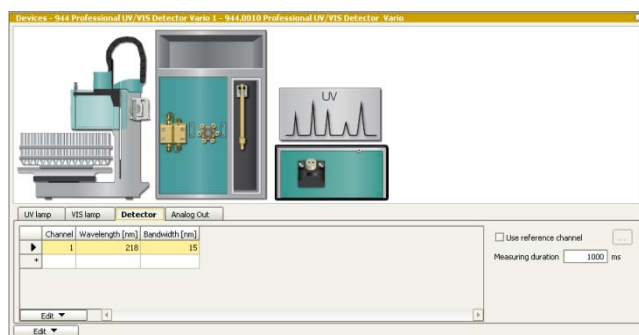 Devices - 944 Professional UV/VIS Detector Vario 1 - 944.0010 Professional UV/VIS Detector Vario
UV
UV lamp VIS lamp Detector Analog Out
Channel Wavelength [nm] Bandwidth [nm]
1 218 15
Use reference channel ...
Measuring duration 1000 ms
Edit
Edit